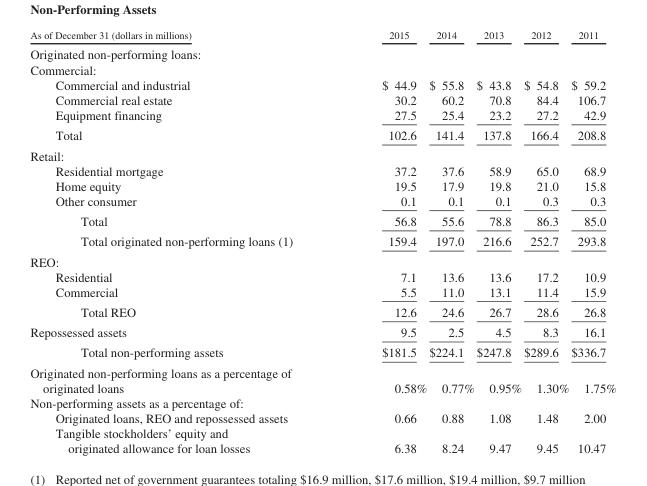 Non-Performing Assets
As of December 31 (dollars in millions) 2015 2014 2013 2012 2011
Originated non-performing loans:
Commercial:
Commercial and industrial $ 44.9 $ 55.8 $ 43.8 $ 54.8 $ 59.2
Commercial real estate 30.2 60.2 70.8 84.4 106.7
Equipment financing 27.5 25.4 23.2 27.2 42.9
Total 102.6 141.4 137.8 166.4 208.8
Retail:
Residential mortgage 37.2 37.6 58.9 65.0 68.9
Home equity 19.5 17.9 19.8 21.0 15.8
Other consumer 0.1 0.1 0.1 0.3 0.3
Total 56.8 55.6 78.8 86.3 85.0
Total originated non-performing loans (1) 159.4 197.0 216.6 252.7 293.8
REO:
Residential 7.1 13.6 13.6 17.2 10.9
Commercial 5.5 11.0 13.1 11.4 15.9
Total REO 12.6 24.6 26.7 28.6 26.8
Repossessed assets 9.5 2.5 4.5 8.3 16.1
Total non-performing assets $181.5 $224.1 $247.8 $289.6 $336.7
Originated non-performing loans as a percentage of
originated loans 0.58% 0.77% 0.95% 1.30% 1.75%
Non-performing assets as a percentage of:
Originated loans, REO and repossessed assets 0.66 0.88 1.08 1.48 2.00
Tangible stockholders' equity and
originated allowance for loan losses 6.38 8.24 9.47 9.45 10.47
(1) Reported net of government guarantees totaling $16.9 million, $17.6 million, $19.4 million, $9.7 million